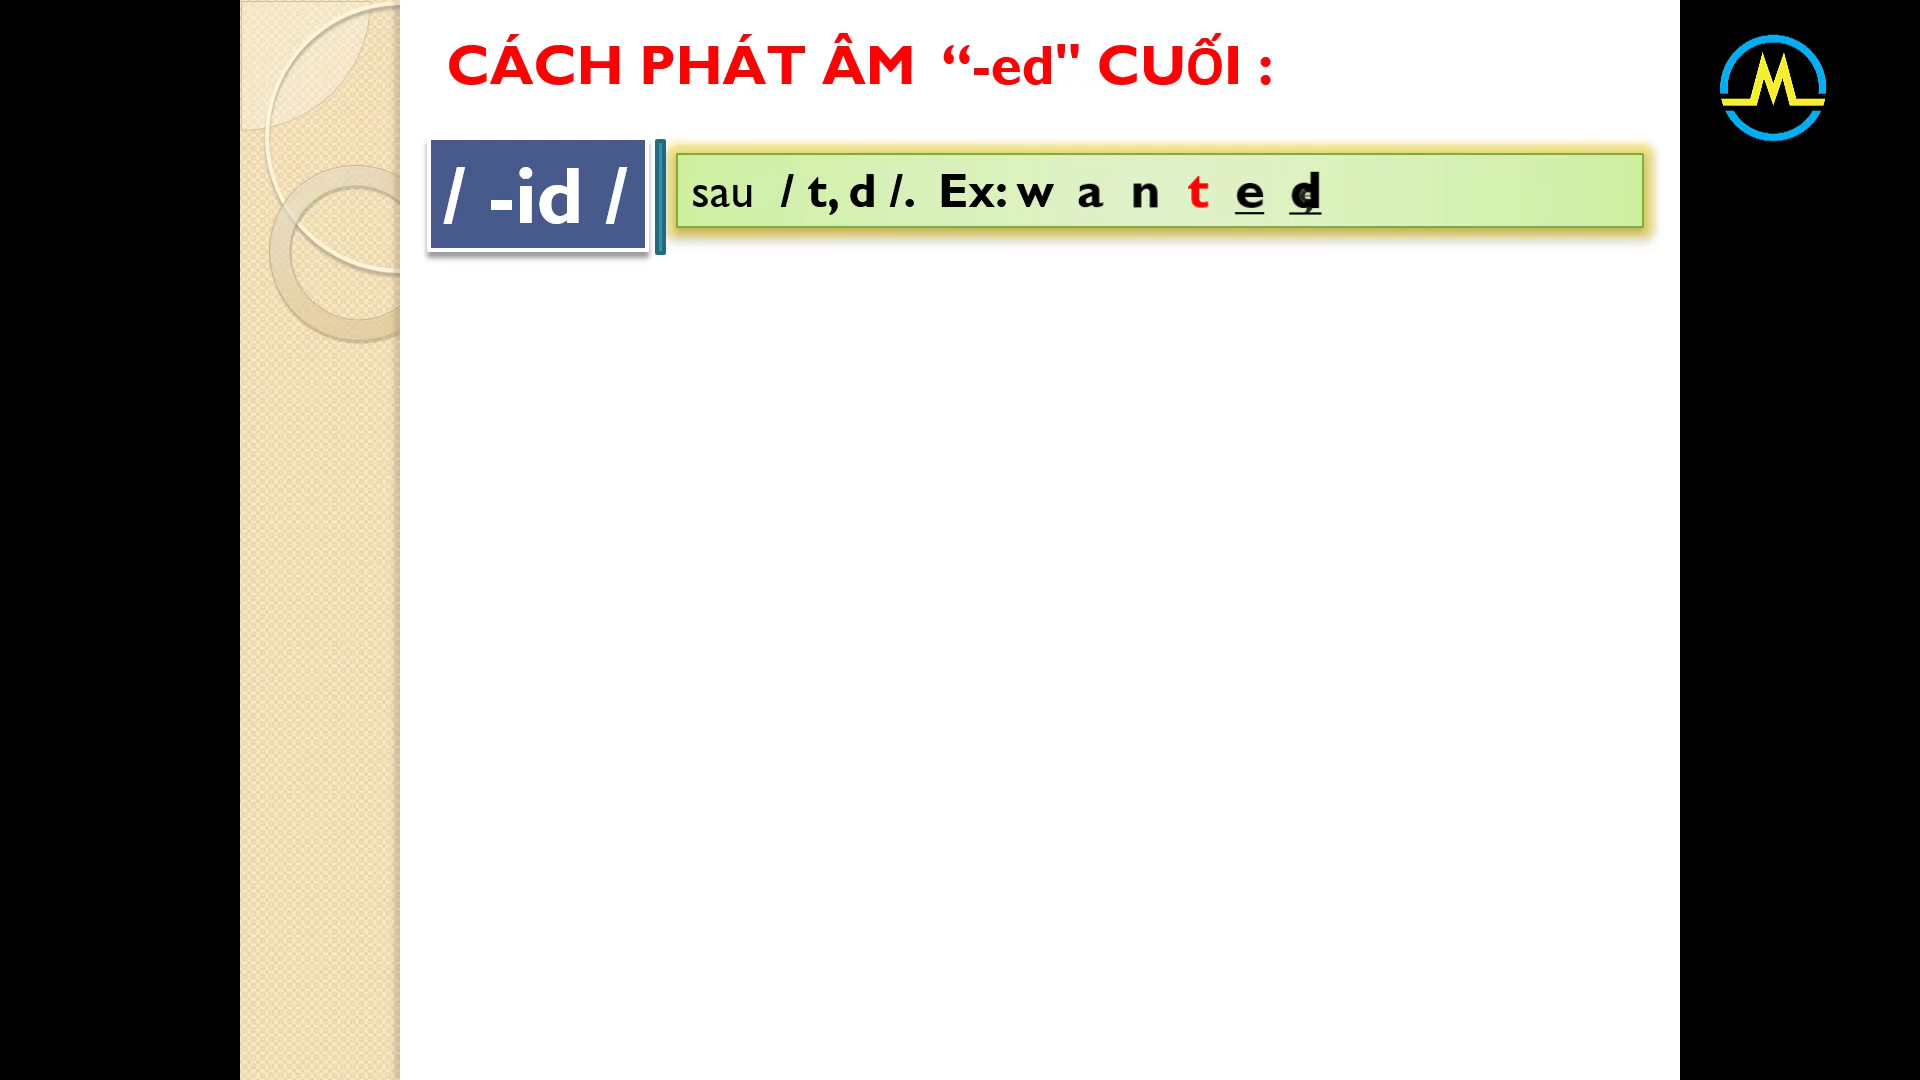 CÁCH PHÁT ÂM “-ed" CUỐI :
/ -id /
sau / t, d /. Ex: w a n t e d
M